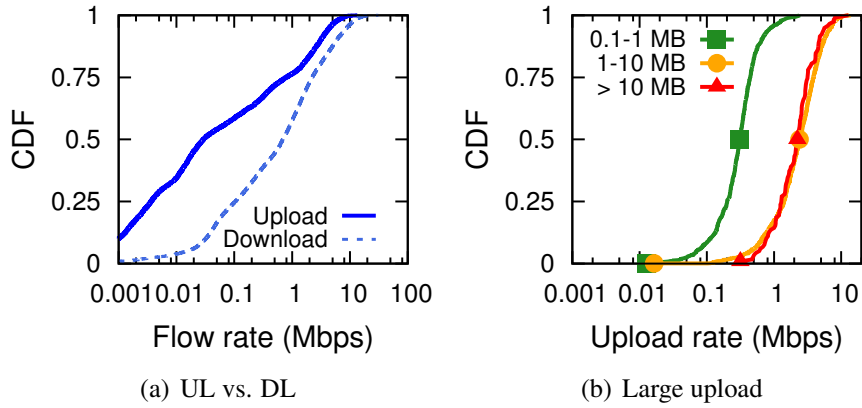 1
0.75
0.5
0.25
0
CDF
Upload
Download
0.001 0.01 0.1 1 10 100
Flow rate (Mbps)
(a) UL vs. DL
1
0.75
0.5
0.25
0
CDF
0.1-1 MB
1-10 MB
> 10 MB
0.001 0.01 0.1 1 10
Upload rate (Mbps)
(b) Large upload